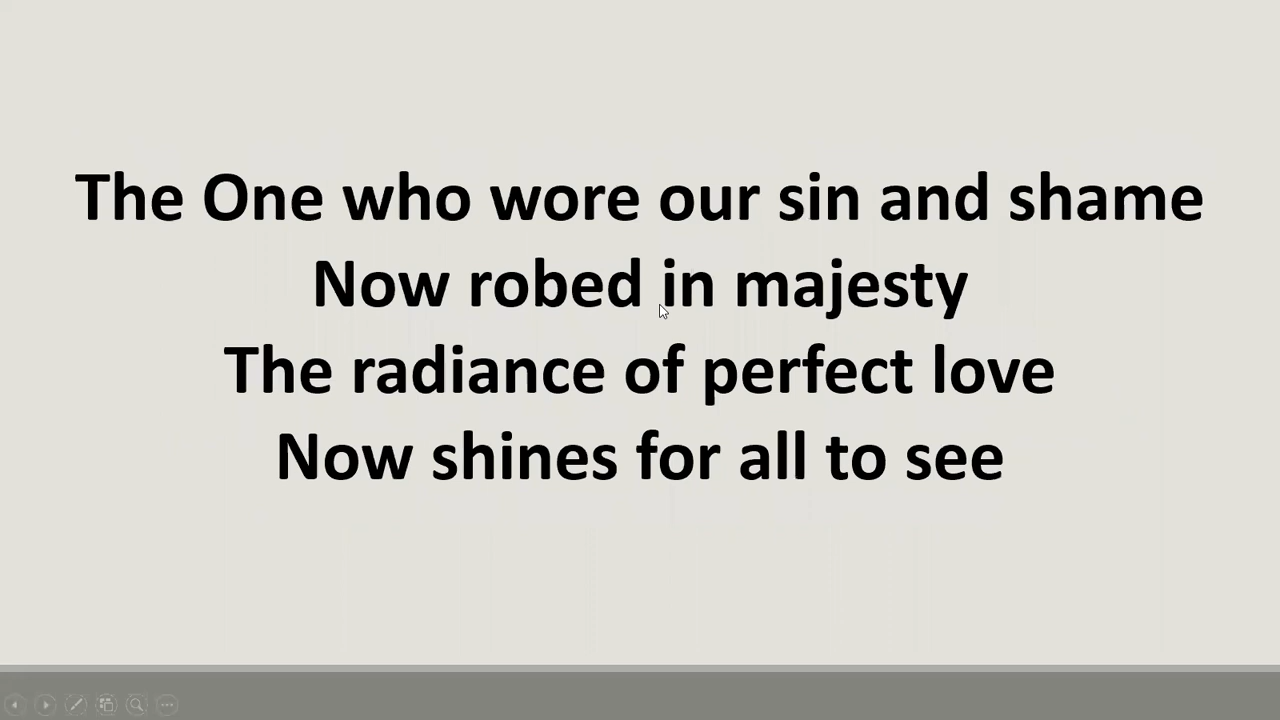 The One who wore our sin and shame
Now robed in majesty
The radiance of perfect love
Now shines for all to see